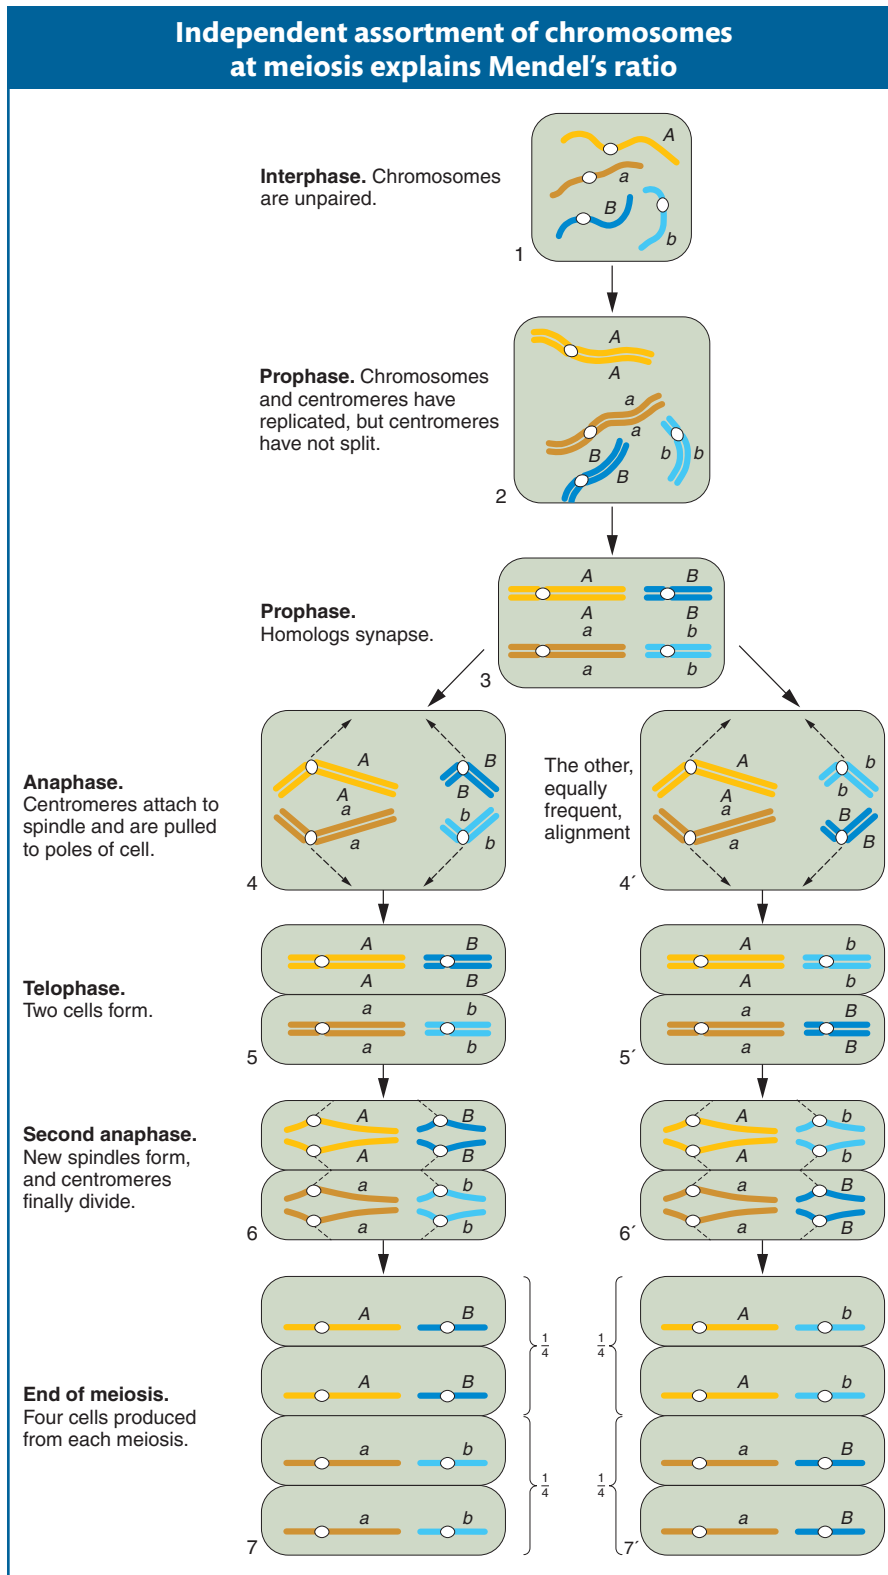 Independent assortment of chromosomes
at meiosis explains Mendel's ratio
Interphase. Chromosomes
are unpaired.
A
a
B
b
1
Prophase. Chromosomes
and centromeres have
replicated, but centromeres
have not split.
A
A
a
a
B
B
b b
2
Prophase.
Homologs synapse.
A B
A B
a b
a b
3
Anaphase.
Centromeres attach to
spindle and are pulled
to poles of cell.
A B
A B
a b
a b
4
The other,
equally
frequent,
alignment
A b
A b
a B
a B
4´
Telophase.
Two cells form.
A B
A B
a b
a b
5
A b
A b
a B
a B
5´
Second anaphase.
New spindles form,
and centromeres
finally divide.
A B
A B
a b
a b
6
A b
A b
a B
a B
6´
End of meiosis.
Four cells produced
from each meiosis.
A B
A B
1/4
a b
a b
1/4
7
A b
A b
1/4
a B
a B
1/4
7´